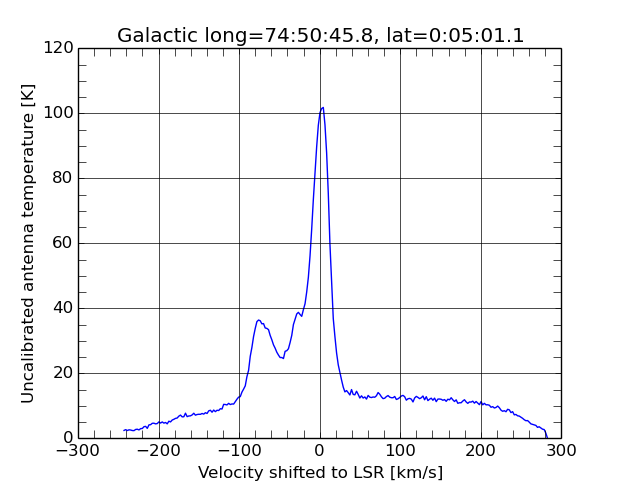 Galactic long=74:50:45.8, lat=0:05:01.1
120
100
80
60
40
20
0
Uncalibrated antenna temperature [K]
−300 −200 −100 0 100 200 300
Velocity shifted to LSR [km/s]